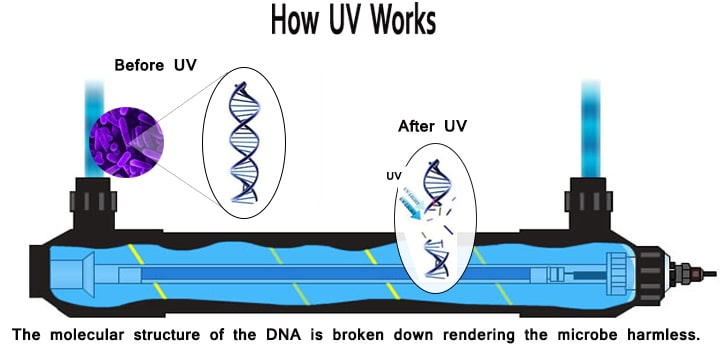 How UV Works
Before UV
After UV
UV
The molecular structure of the DNA is broken down rendering the microbe harmless.